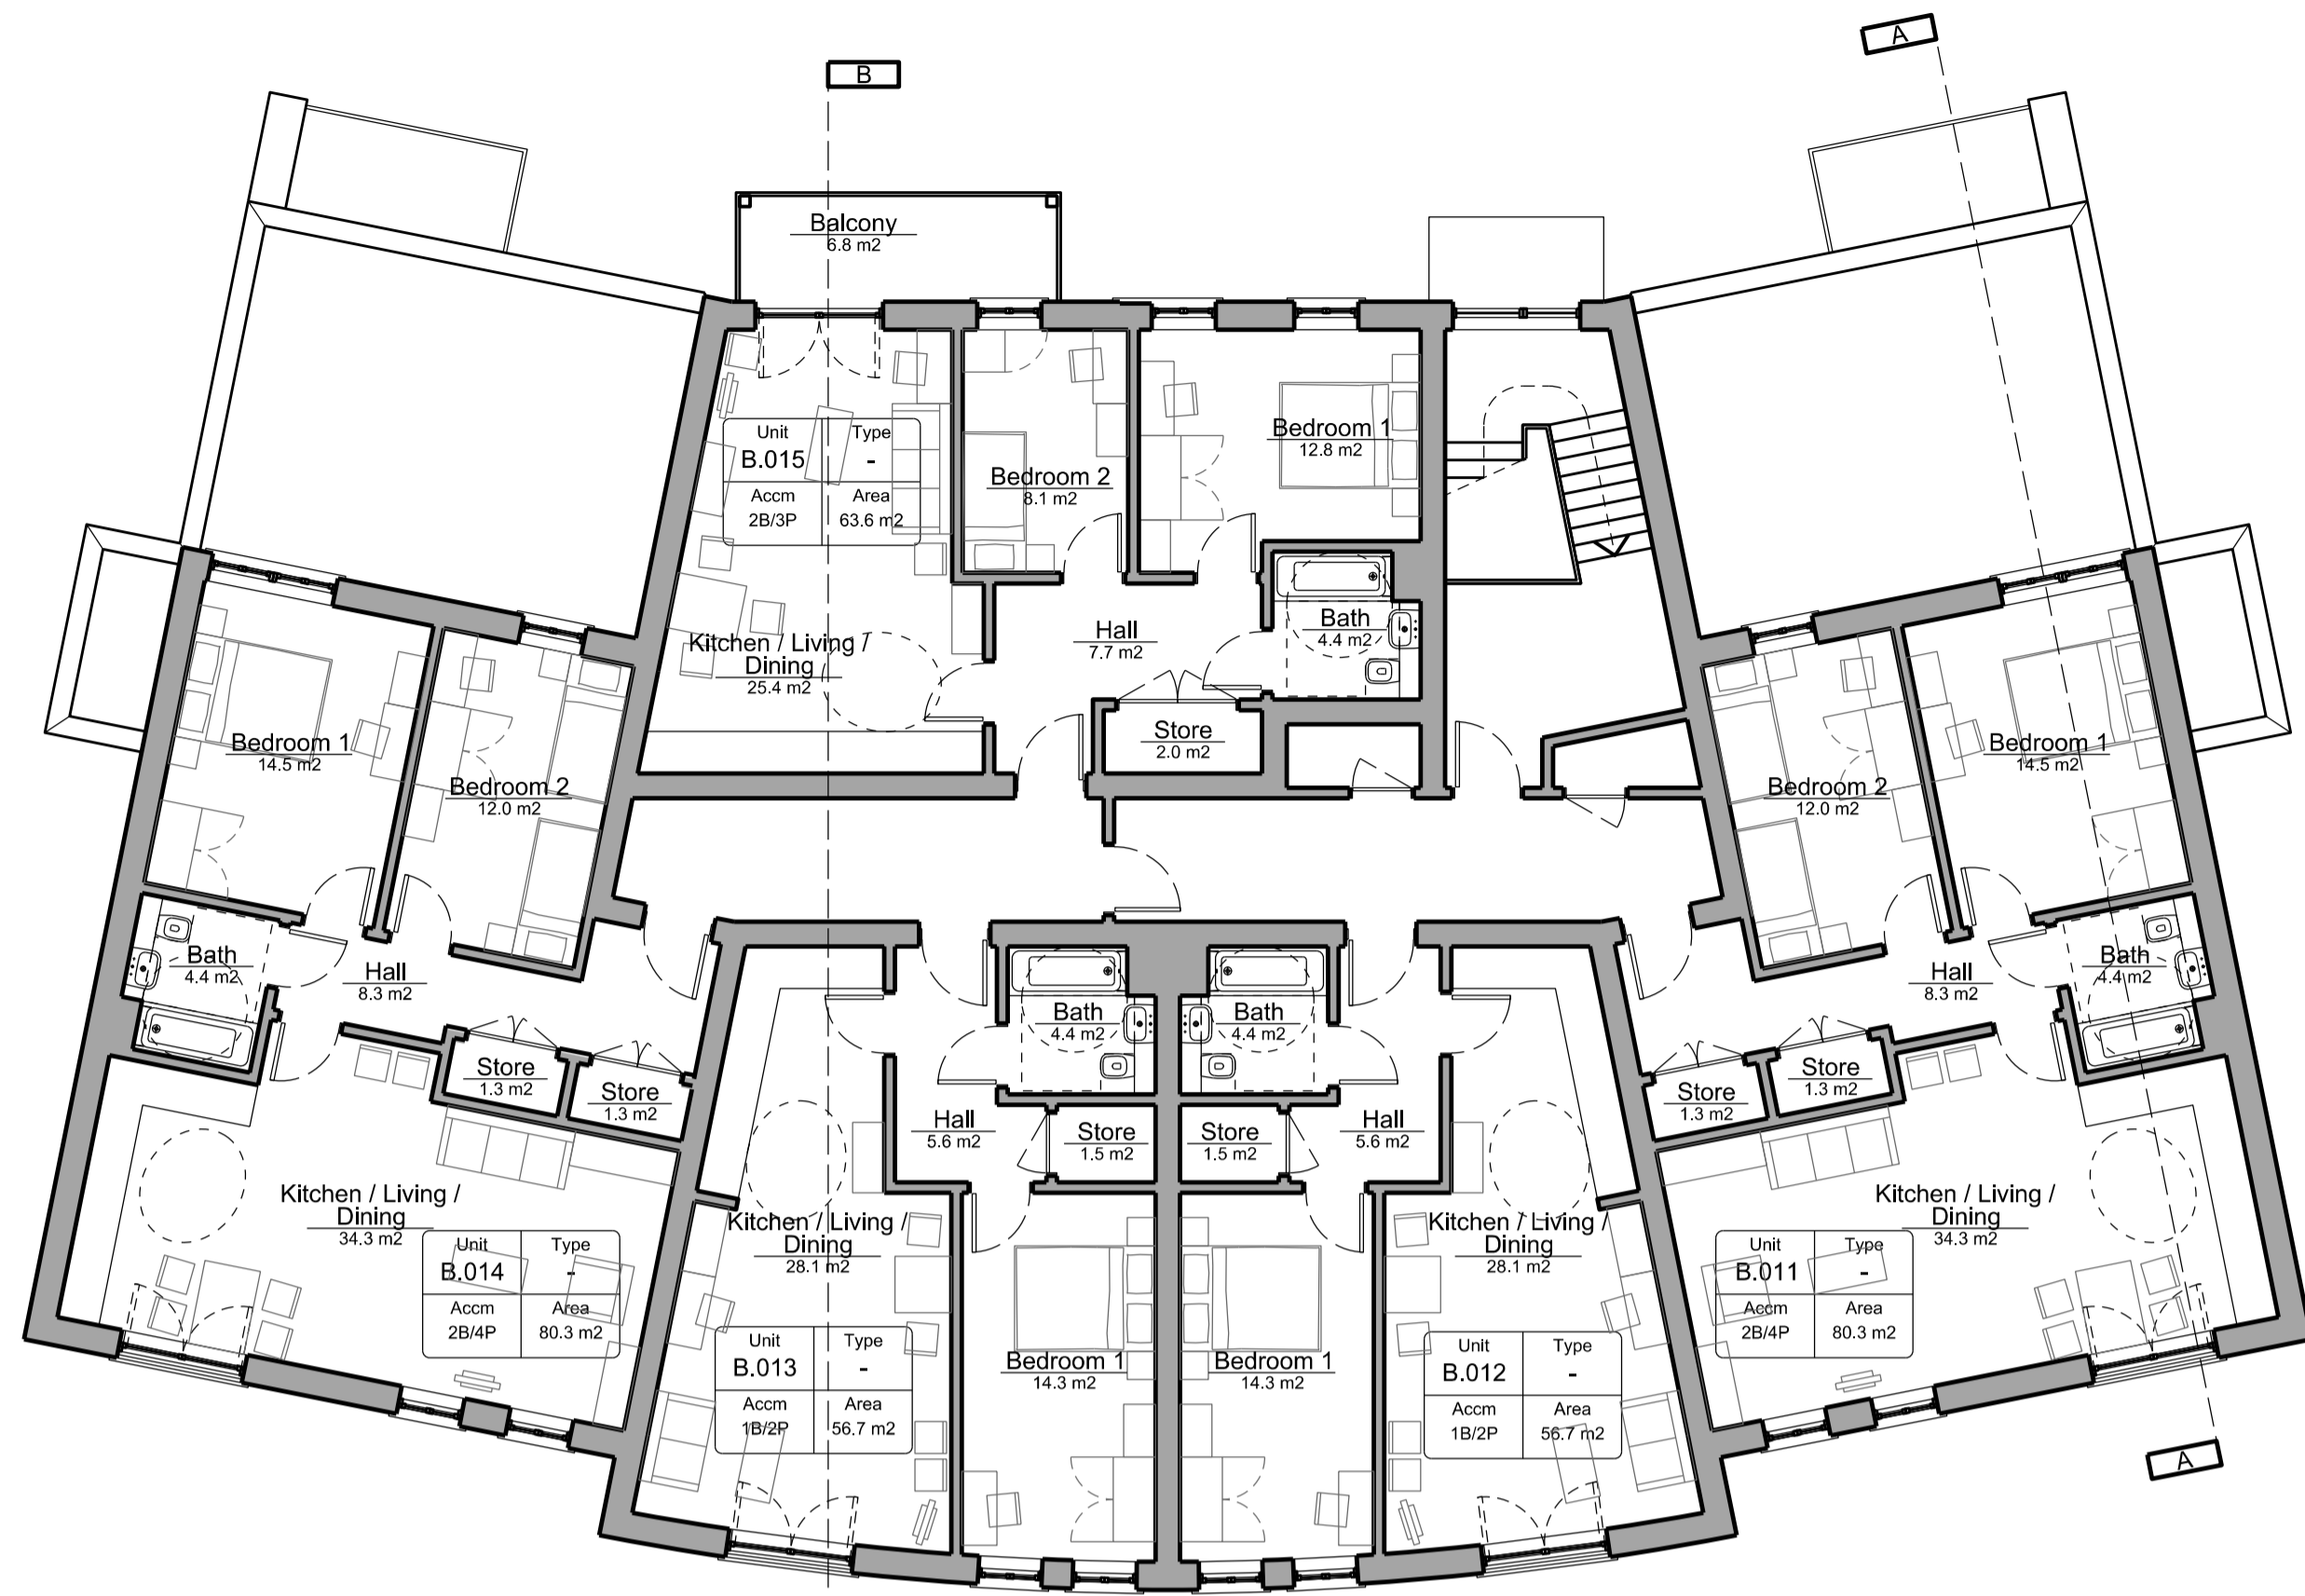 A
B
Balcony
6.8 m2
Unit
B.015
Type
-
Accm
2B/3P
Area
63.6 m2
Bedroom 2
8.1 m2
Bedroom 1
12.8 m2
Kitchen / Living /
Dining
25.4 m2
Hall
7.7 m2
Bath
4.4 m2
Store
2.0 m2
Bedroom 1
14.5 m2
Bedroom 2
12.0 m2
Bath
4.4 m2
Hall
8.3 m2
Store
1.3 m2
Store
1.3 m2
Kitchen / Living /
Dining
34.3 m2
Unit
B.014
Type
-
Accm
2B/4P
Area
80.3 m2
Bath
4.4 m2
Hall
5.6 m2
Store
1.5 m2
Kitchen / Living /
Dining
28.1 m2
Unit
B.013
Type
-
Accm
1B/2P
Area
56.7 m2
Bedroom 1
14.3 m2
Bath
4.4 m2
Store
1.5 m2
Hall
5.6 m2
Bedroom 1
14.3 m2
Kitchen / Living /
Dining
28.1 m2
Unit
B.012
Type
-
Accm
1B/2P
Area
56.7 m2
Bedroom 2
12.0 m2
Bedroom 1
14.5 m2
Hall
8.3 m2
Bath
4.4 m2
Store
1.3 m2
Store
1.3 m2
Kitchen / Living /
Dining
34.3 m2
Unit
B.011
Type
-
Accm
2B/4P
Area
80.3 m2
A